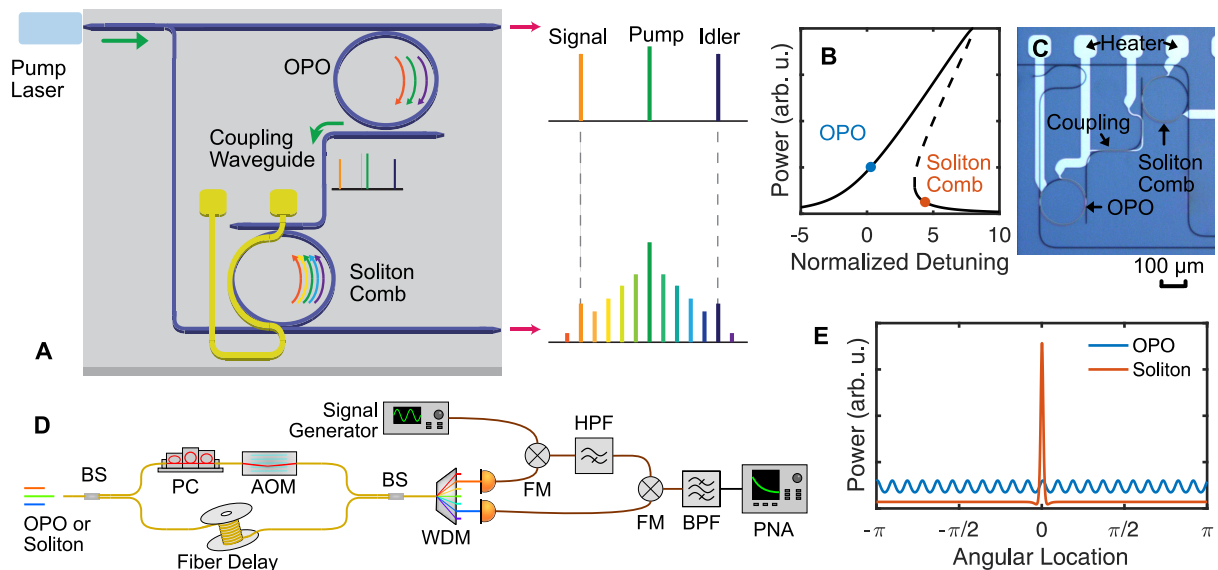 A
Pump
Laser
OPO
Coupling
Waveguide
Soliton
Comb
Signal
Pump
Idler
B
Power (arb. u.)
OPO
Soliton
Comb
-5
0
5
10
Normalized Detuning
C
Heater
Coupling
Soliton
Comb
OPO
100 μm
D
OPO or
Soliton
BS
PC
AOM
Fiber Delay
BS
WDM
Signal
Generator
FM
HPF
FM
BPF
PNA
E
Power (arb. u.)
OPO
Soliton
-π
-π/2
0
π/2
π
Angular Location